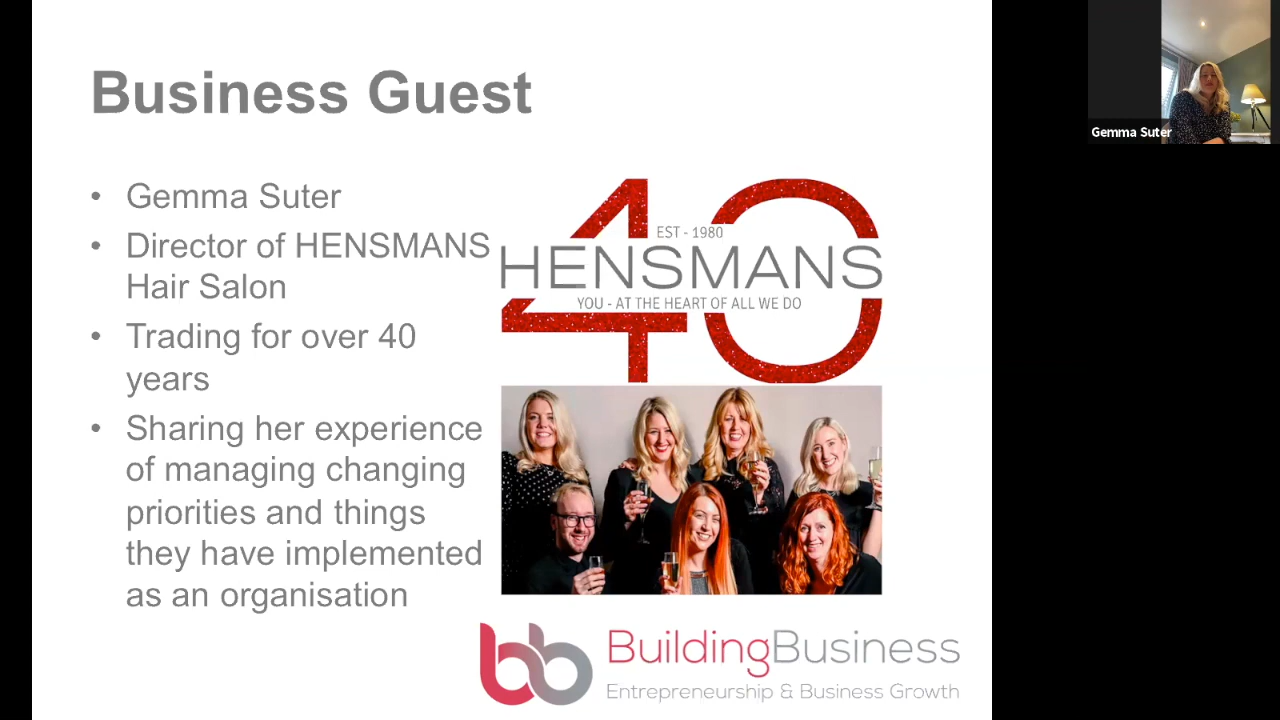 Business Guest
• Gemma Suter
• Director of HENSMANS
Hair Salon
• Trading for over 40
years
• Sharing her experience
of managing changing
priorities and things
they have implemented
as an organisation
40
EST - 1980
HENSMANS
YOU - AT THE HEART OF ALL WE DO
bb
BuildingBusiness
Entrepreneurship & Business Growth
Gemma Suter